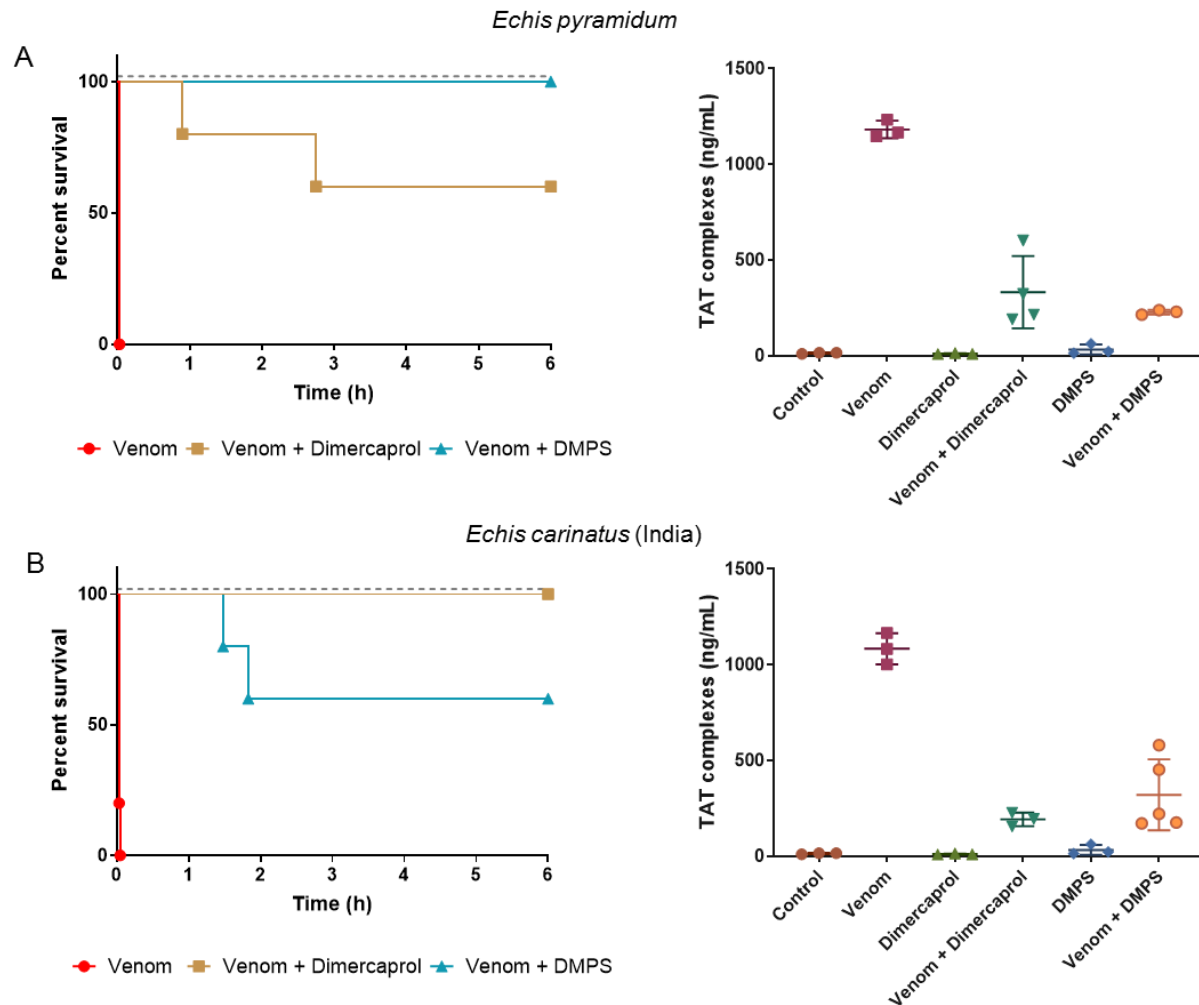 Echis pyramidum
A
Percent survival
100
50
0
0 1 2 3 4 5 6
Time (h)
Venom Venom + Dimercaprol Venom + DMPS
TAT complexes (ng/mL)
1500
1000
500
0
Control
Venom
Dimercaprol
Venom + Dimercaprol
DMPS
Venom + DMPS
Echis carinatus (India)
B
Percent survival
100
50
0
0 1 2 3 4 5 6
Time (h)
Venom Venom + Dimercaprol Venom + DMPS
TAT complexes (ng/mL)
1500
1000
500
0
Control
Venom
Dimercaprol
Venom + Dimercaprol
DMPS
Venom + DMPS